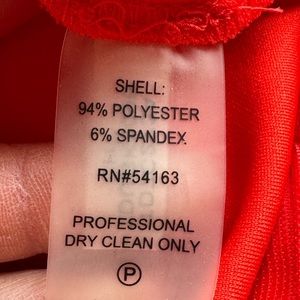 SHELL:
94% POLYESTER
6% SPANDEX
RN#54163
PROFESSIONAL
DRY CLEAN ONLY
P